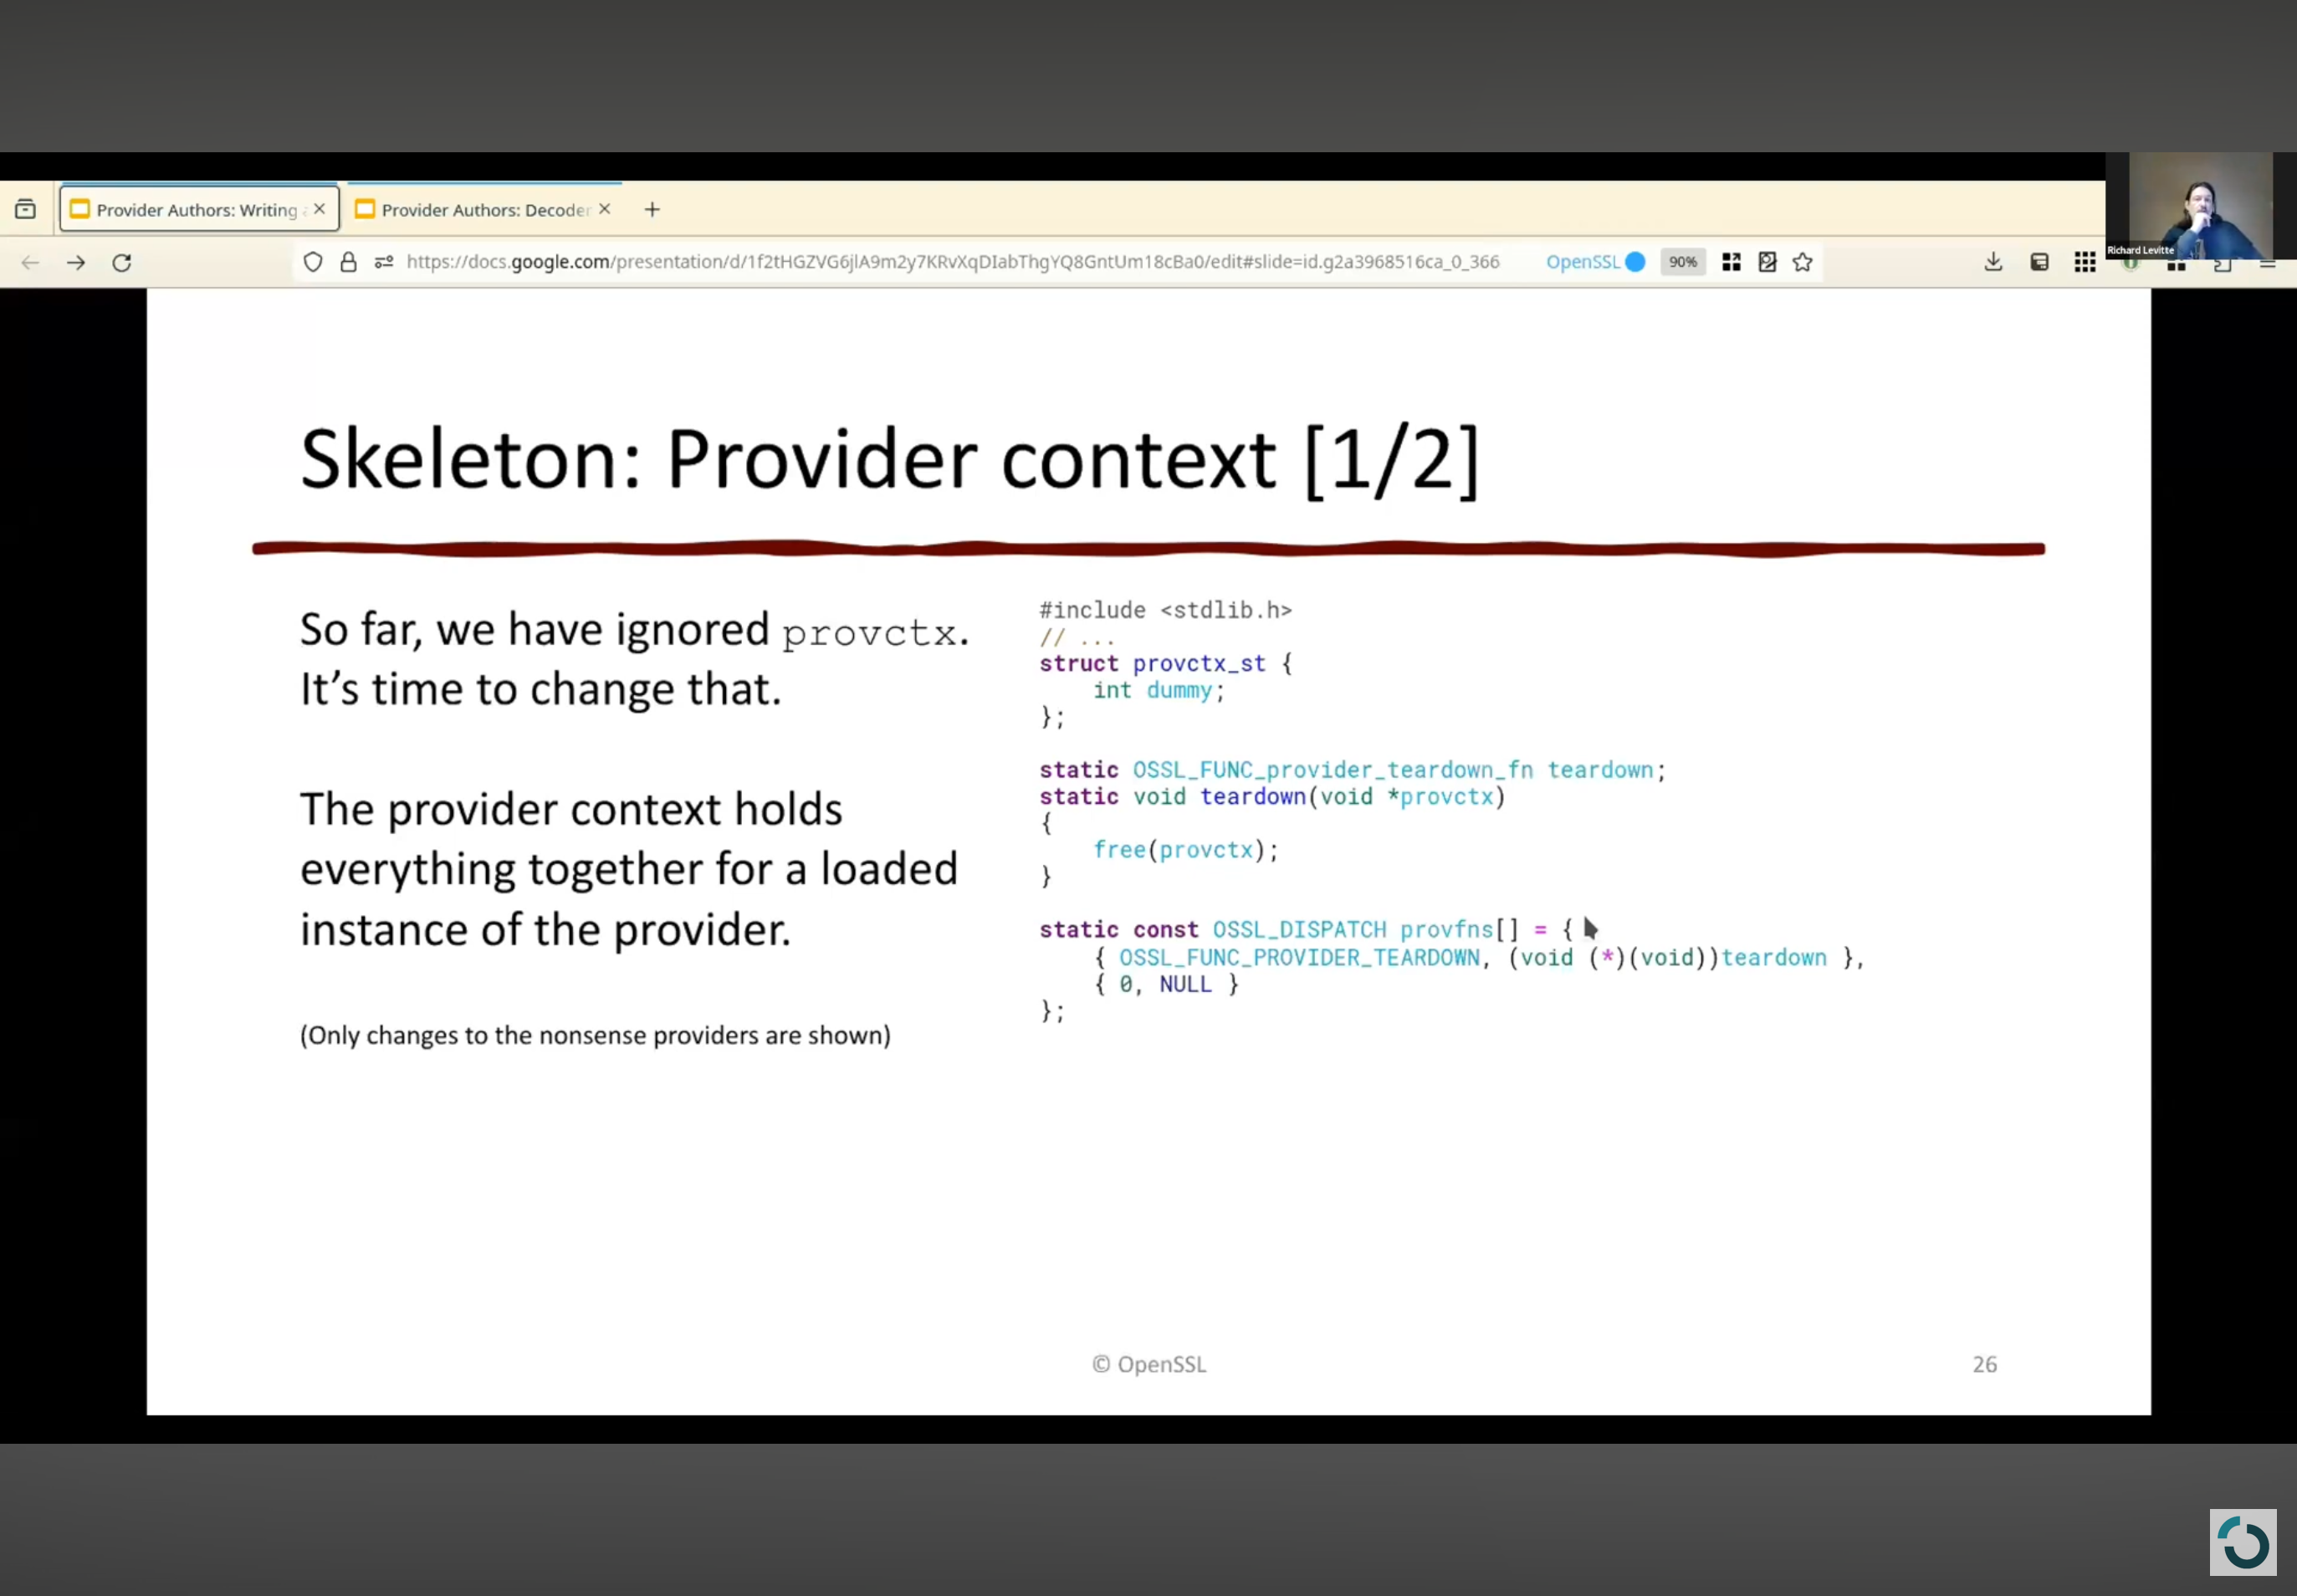 Provider Authors: Writing
Provider Authors: Decoder
Richard Levitte
https://docs.google.com/presentation/d/1f2tHGZVG6jlA9m2y7KRvXqDIabThgYQ8GntUm18cBa0/edit#slide=id.g2a3968516ca_0_366
OpenSSL
90%
Skeleton: Provider context [1/2]
So far, we have ignored provctx.
It’s time to change that.
The provider context holds
everything together for a loaded
instance of the provider.
(Only changes to the nonsense providers are shown)
#include <stdlib.h>
// ...
struct provctx_st {
    int dummy;
};
static OSSL_FUNC_provider_teardown_fn teardown;
static void teardown(void *provctx)
{
    free(provctx);
}
static const OSSL_DISPATCH provfns[] = {
    { OSSL_FUNC_PROVIDER_TEARDOWN, (void (*)(void))teardown },
    { 0, NULL }
};
© OpenSSL
26